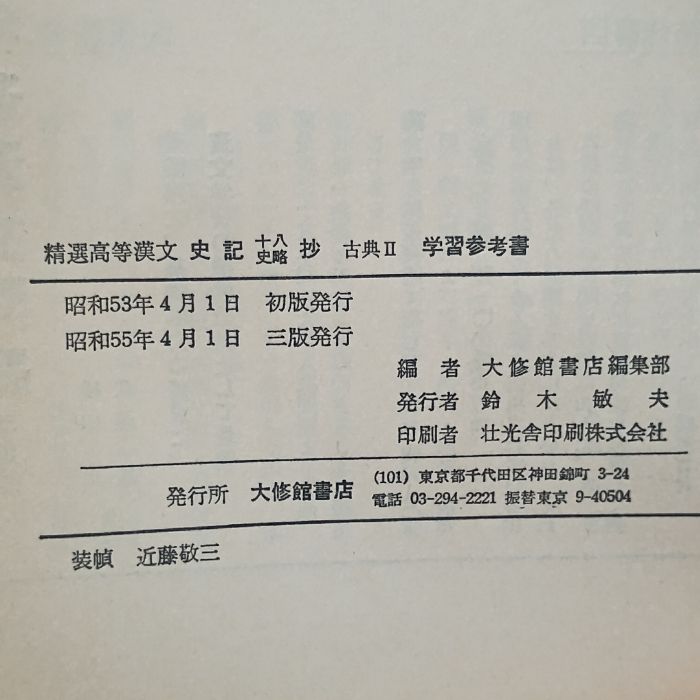 精選高等漢文 史記 十八史略 抄 古典Ⅱ 学習参考書
昭和53年4月1日 初版発行
昭和55年4月1日 三版発行
編者 大修館書店編集部
発行者 鈴木敏夫
印刷者 壮光舎印刷株式会社
発行所 大修館書店 (101) 東京都千代田区神田錦町 3-24
電話 03-294-2221 振替東京 9-40504
装幀 近藤敬三